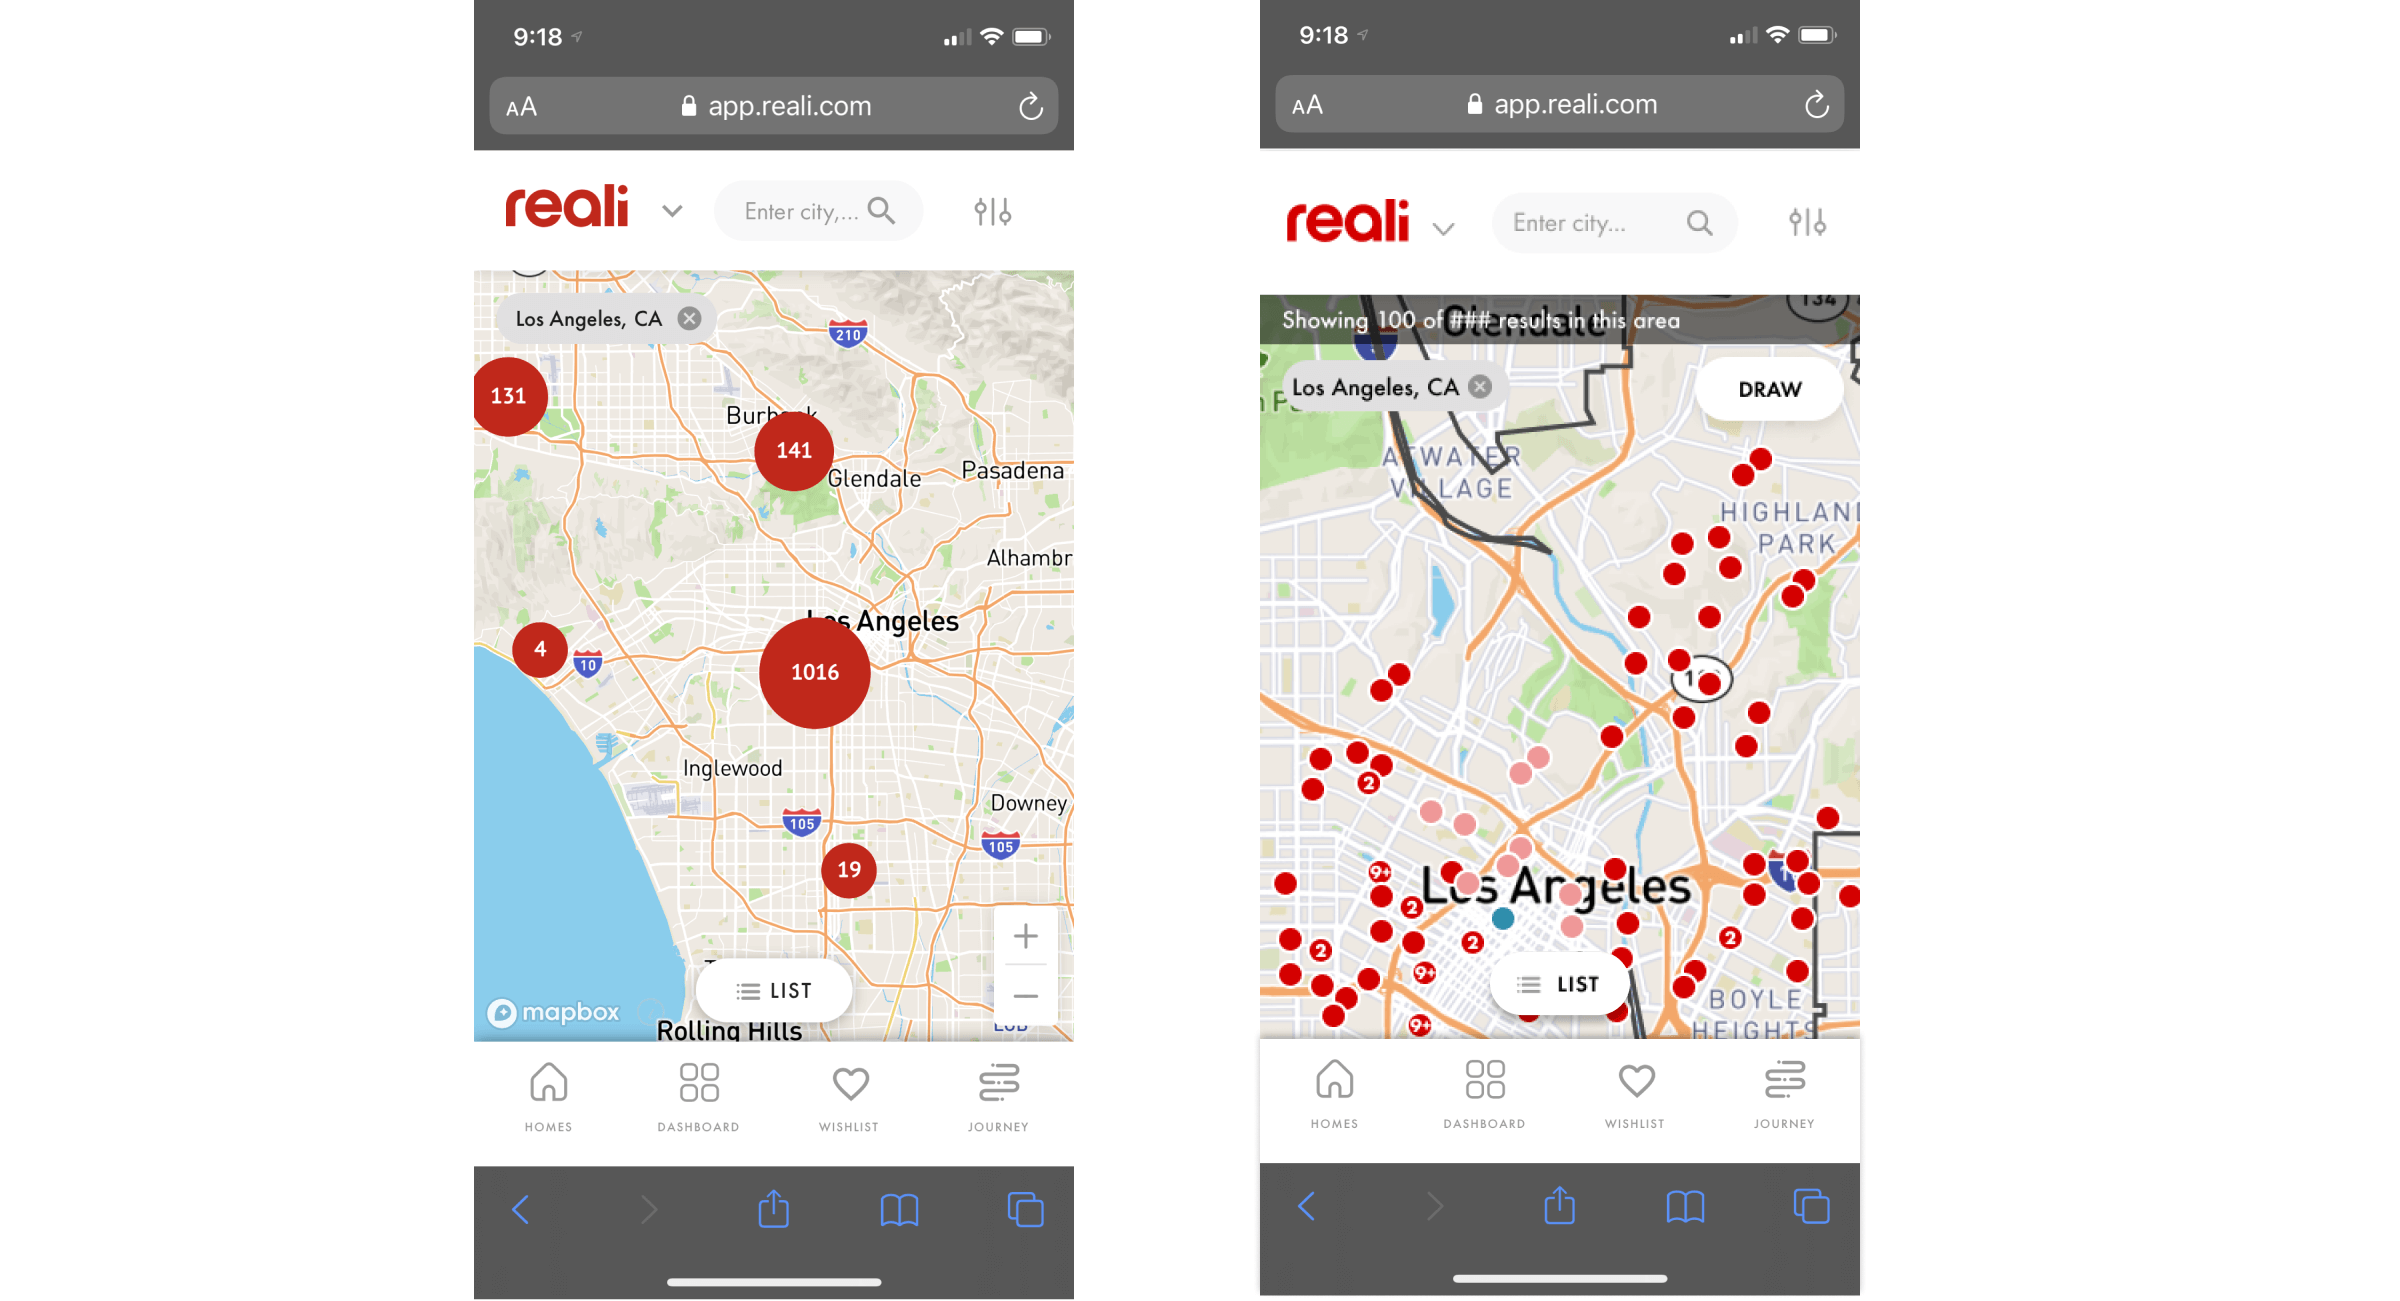 9:18
AA app.reali.com
reali Enter city,...
Los Angeles, CA
210
131
Burbank
141
Glendale
Pasadena
Alhambr
Los Angeles
4
10
1016
Inglewood
Downey
105
105
19
+
−
LIST
mapbox
Rolling Hills
LGB
HOMES DASHBOARD WISHLIST JOURNEY
9:18
AA app.reali.com
reali Enter city...
134
Glendale
Showing 100 of ### results in this area
Los Angeles, CA
DRAW
ATWATER
VILLAGE
HIGHLAND
PARK
2
9+
Los Angeles
2
2
2
2
9+
LIST
BOYLE
HEIGHTS
9+
HOMES DASHBOARD WISHLIST JOURNEY